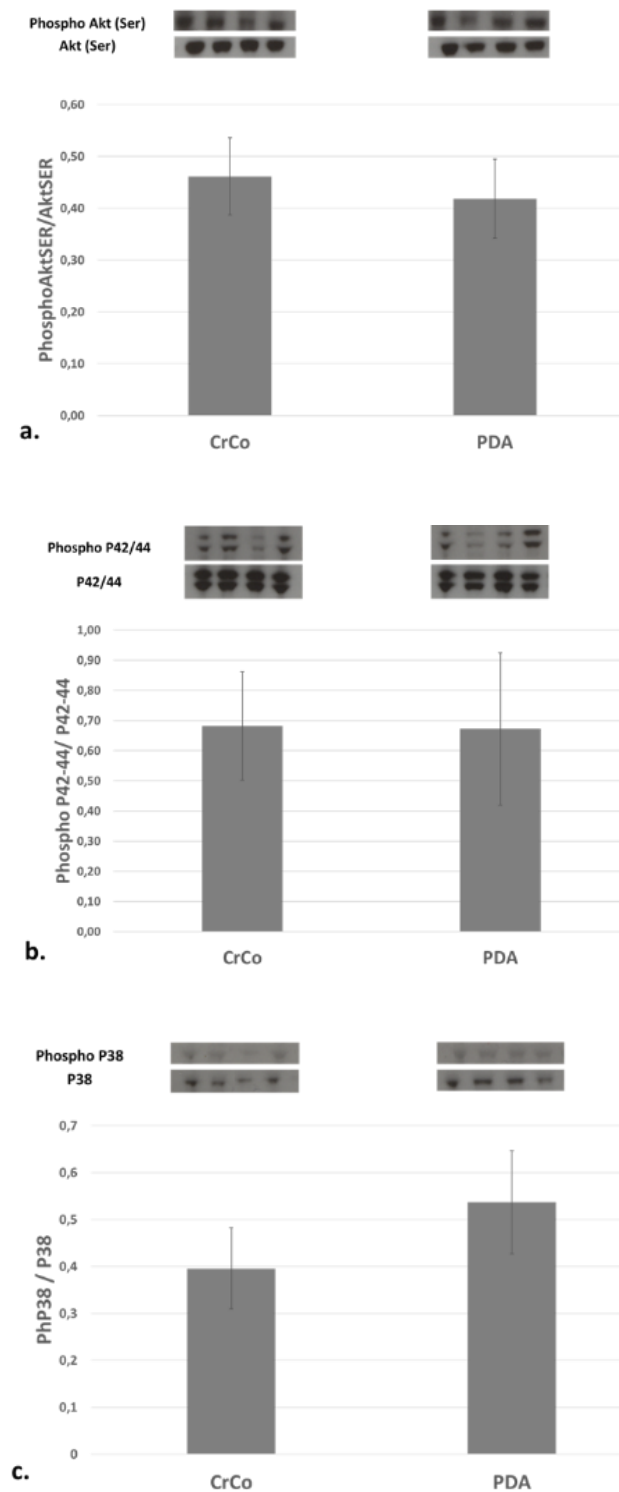 Phospho Akt (Ser)
Akt (Ser)
0,60
0,50
0,40
0,30
0,20
0,10
0,00
PhosphoAktSER/AktSER
CrCo
PDA
a.
Phospho P42/44
P42/44
1,00
0,90
0,80
0,70
0,60
0,50
0,40
0,30
0,20
0,10
0,00
Phospho P42-44/ P42-44
CrCo
PDA
b.
Phospho P38
P38
0,7
0,6
0,5
0,4
0,3
0,2
0,1
0
PhP38 / P38
CrCo
PDA
c.